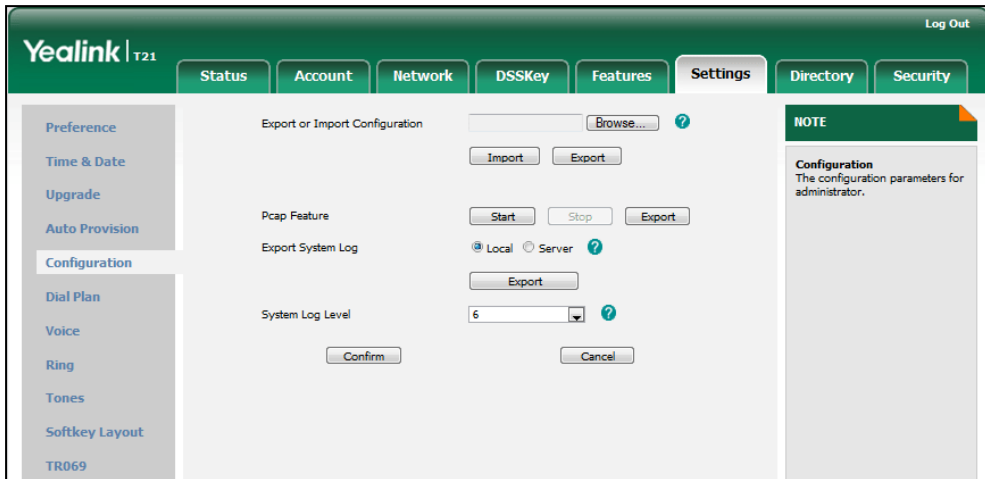 Log Out
Yealink T21
Status Account Network DSSKey Features Settings Directory Security
Preference
Time & Date
Upgrade
Auto Provision
Configuration
Dial Plan
Voice
Ring
Tones
Softkey Layout
TR069
Export or Import Configuration Browse... ?
Import Export
Pcap Feature Start Stop Export
Export System Log Local Server ?
Export
System Log Level 6 ?
Confirm Cancel
NOTE
Configuration
The configuration parameters for
administrator.